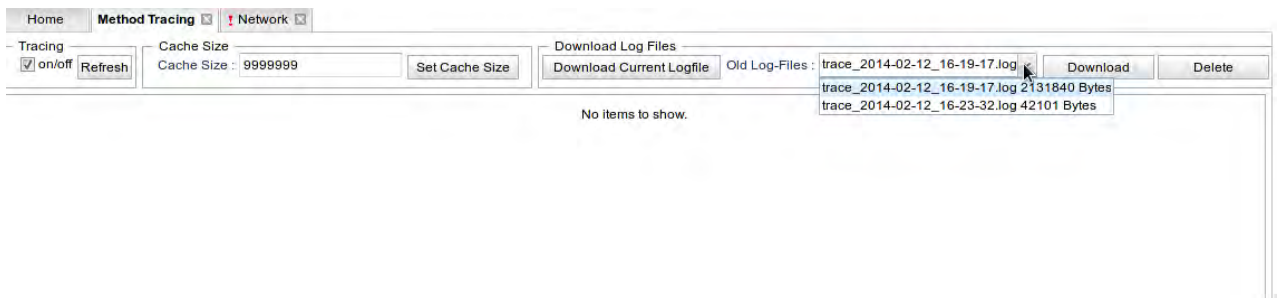 Home Method Tracing ! Network
Tracing Cache Size Download Log Files
on/off Refresh Cache Size : 9999999 Set Cache Size Download Current Logfile Old Log-Files : trace_2014-02-12_16-19-17.log Download Delete
trace_2014-02-12_16-19-17.log 2131840 Bytes
trace_2014-02-12_16-23-32.log 42101 Bytes
No items to show.